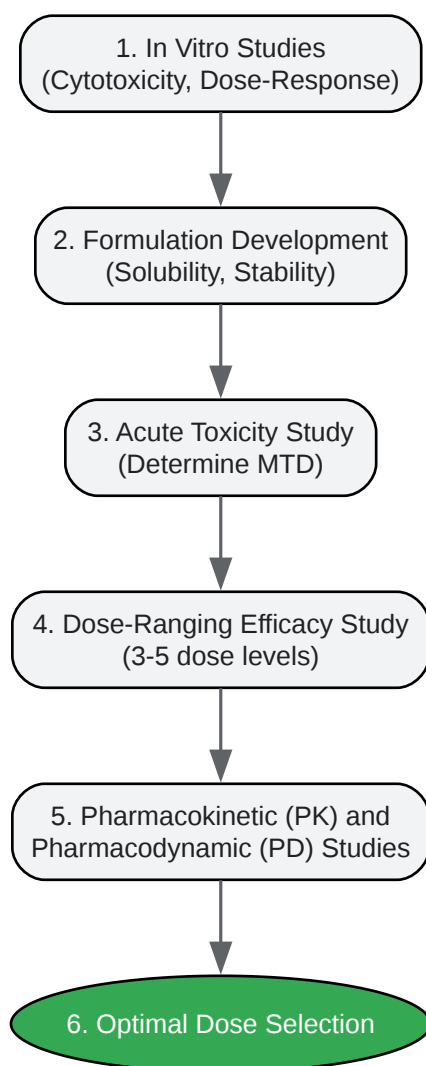 1. In Vitro Studies
(Cytotoxicity, Dose-Response)
2. Formulation Development
(Solubility, Stability)
3. Acute Toxicity Study
(Determine MTD)
4. Dose-Ranging Efficacy Study
(3-5 dose levels)
5. Pharmacokinetic (PK) and
Pharmacodynamic (PD) Studies
6. Optimal Dose Selection